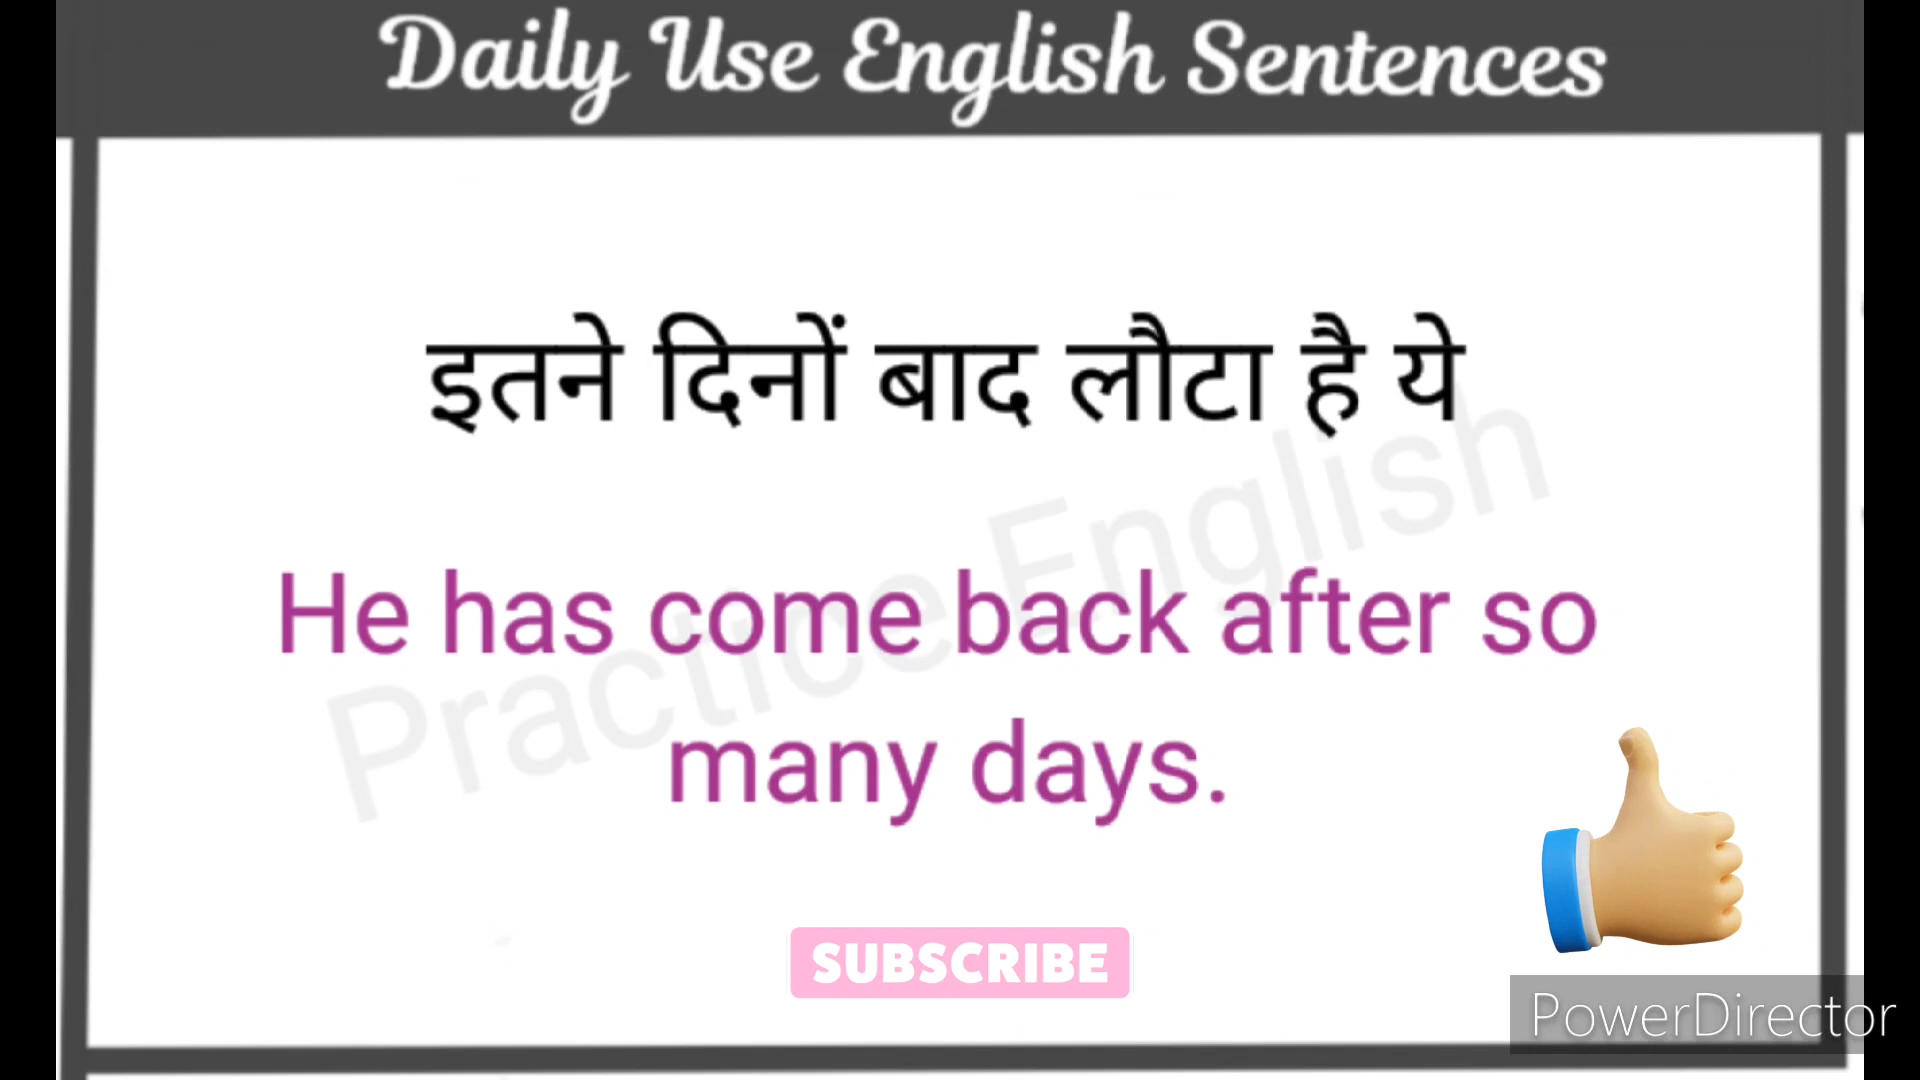 Daily Use English Sentences
इतने दिनों बाद लौटा है ये
Practice English
He has come back after so
many days.
SUBSCRIBE
PowerDirector